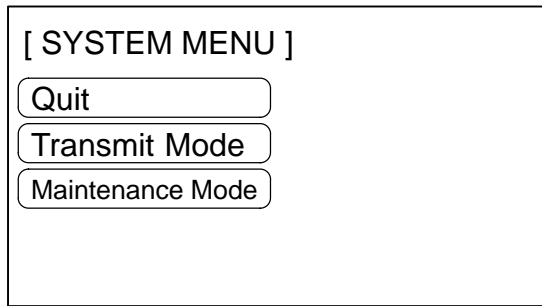 [ SYSTEM MENU ]
Quit
Transmit Mode
Maintenance Mode